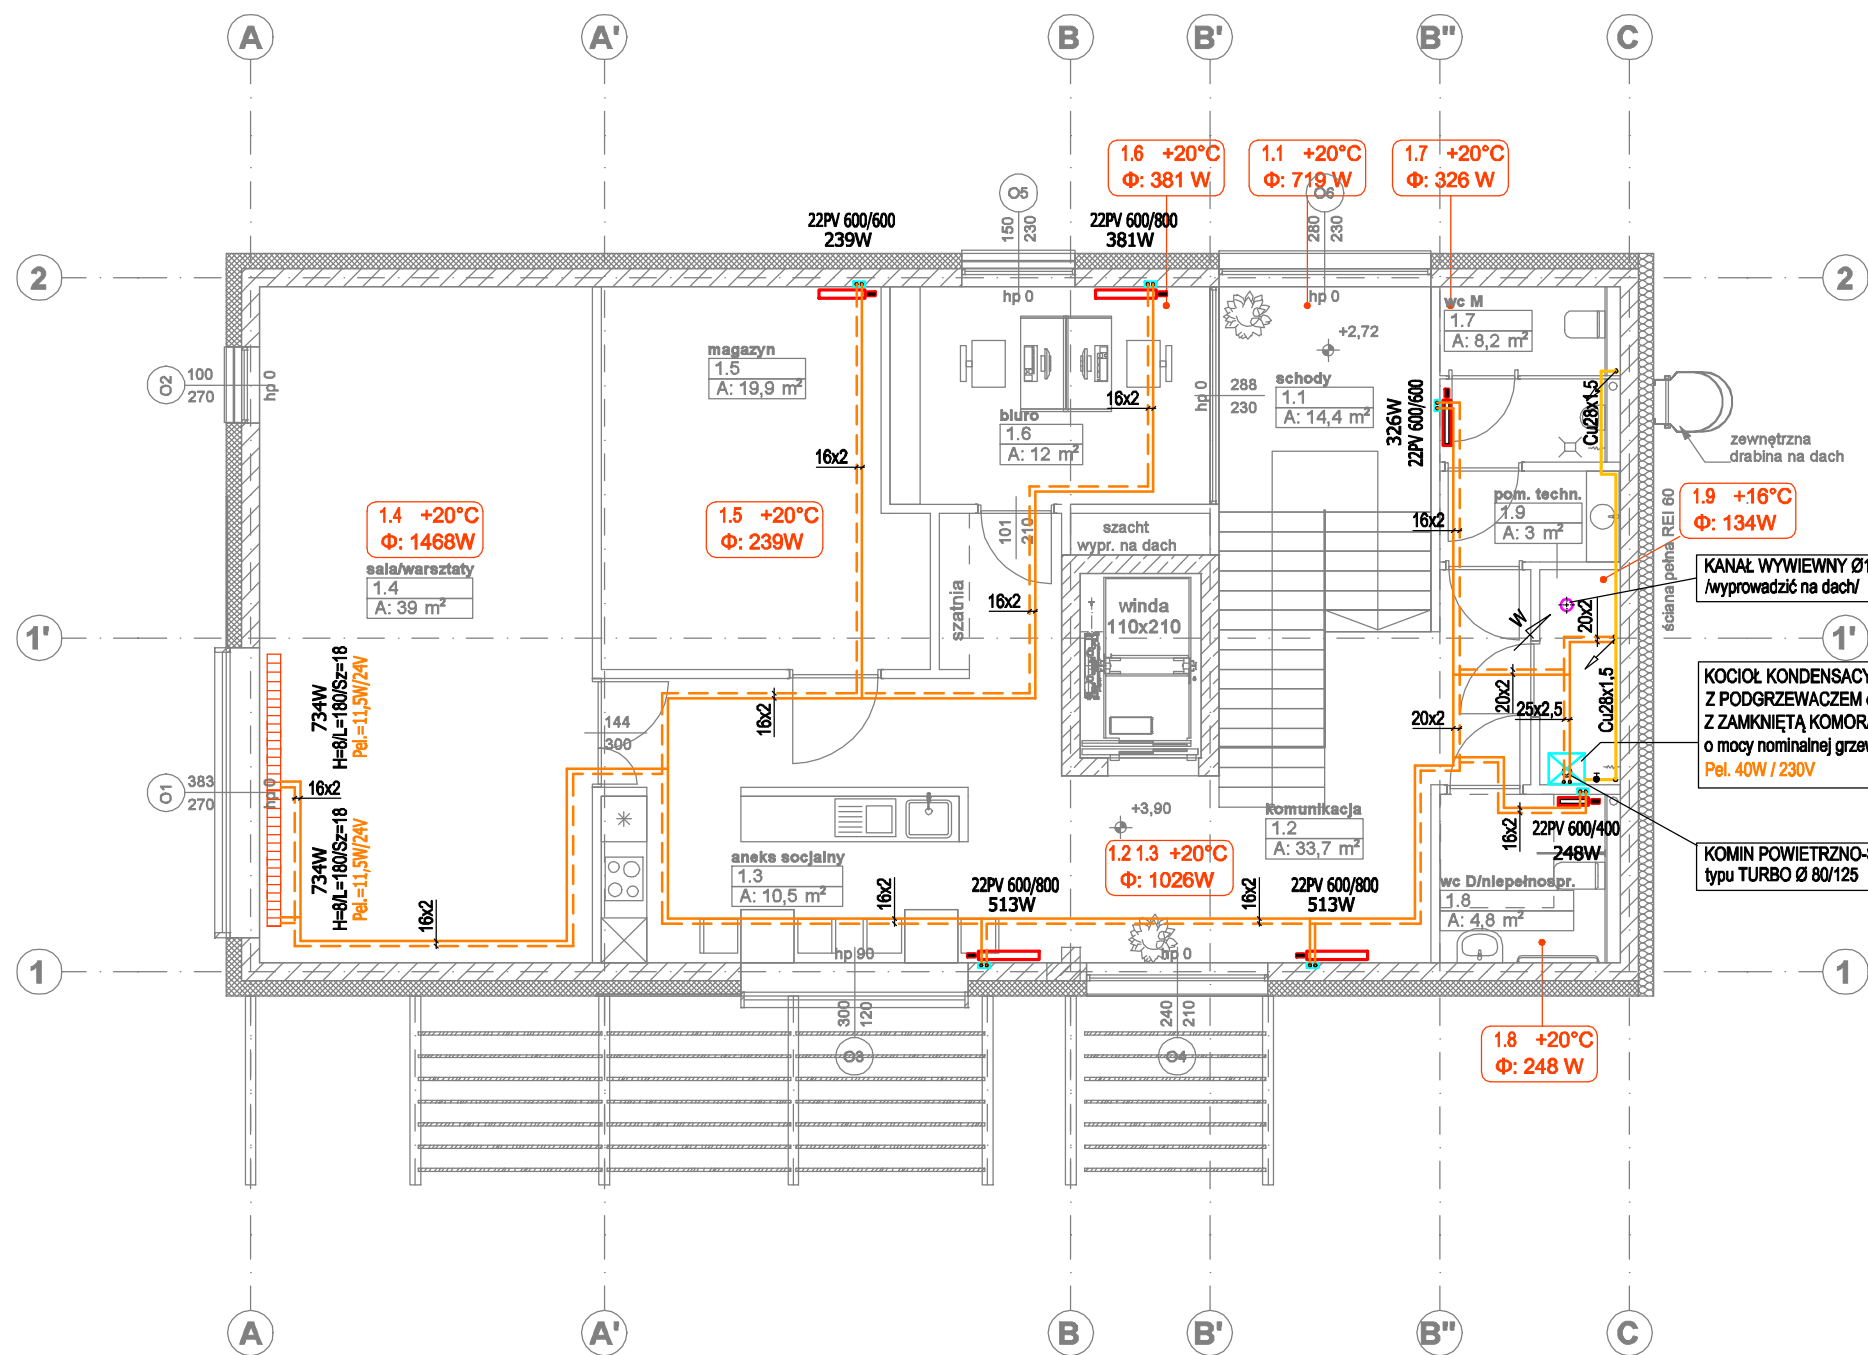 A
A'
B
B'
B"
C
1.6 +20°C
Φ: 381 W
1.1 +20°C
Φ: 719 W
1.7 +20°C
Φ: 326 W
O5
150
230
O6
280
230
22PV 600/600
239W
22PV 600/800
381W
2
2
hp 0
hp 0
wc M
1.7
A: 8,2 m²
+2,72
magazyn
1.5
A: 19,9 m²
O2
100
270
hp 0
hp 0
288
230
schody
1.1
A: 14,4 m²
16x2
biuro
1.6
A: 12 m²
326W
22PV 600/600
Cu28x1,5
zewnętrzna
drabina na dach
16x2
1.4 +20°C
Φ: 1468W
1.5 +20°C
Φ: 239W
101
210
szacht
wypr. na dach
16x2
pom. techn.
1.9
A: 3 m²
ściana pełna REI 60
1.9 +16°C
Φ: 134W
sala/warsztaty
1.4
A: 39 m²
szatnia
16x2
winda
110x210
KANAŁ WYWIEWNY Ø1
/wyprowadzić na dach/
W
20x2
1'
1'
734W
H=8/L=180/Sz=18
Pel.=11,5W/24V
144
300
16x2
20x2
20x2
25x2,5
Cu28x1,5
KOCIOŁ KONDENSACY
Z PODGRZEWACZEM
Z ZAMKNIĘTĄ KOMOR
o mocy nominalnej grzew
Pel. 40W / 230V
O1
383
270
hp 0
16x2
734W
H=8/L=180/Sz=18
Pel.=11,5W/24V
+3,90
komunikacja
1.2
A: 33,7 m²
16x2
22PV 600/400
248W
aneks socjalny
1.3
A: 10,5 m²
1.2 1.3 +20°C
Φ: 1026W
KOMIN POWIETRZNO-
typu TURBO Ø 80/125
16x2
16x2
22PV 600/800
513W
16x2
22PV 600/800
513W
wc D/niepełnospr.
1.8
A: 4,8 m²
hp 90
hp 0
1
1
300
120
O3
240
210
O4
1.8 +20°C
Φ: 248 W
A
A'
B
B'
B"
C